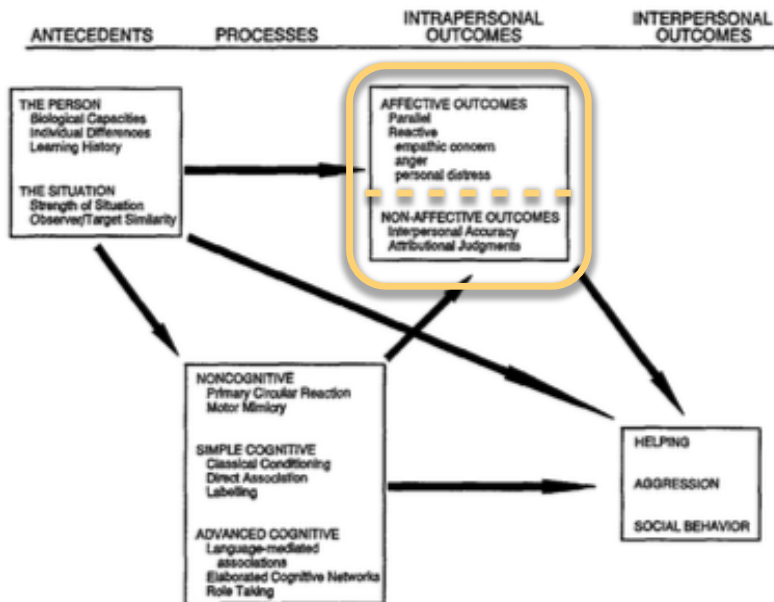 ANTECEDENTS
PROCESSES
INTRAPERSONAL
OUTCOMES
INTERPERSONAL
OUTCOMES
THE PERSON
Biological Capacities
Individual Differences
Learning History
THE SITUATION
Strength of Situation
Observer/Target Similarity
AFFECTIVE OUTCOMES
Parallel
Reactive
empathic concern
anger
personal distress
NON-AFFECTIVE OUTCOMES
Interpersonal Accuracy
Attributional Judgments
NONCOGNITIVE
Primary Circular Reaction
Motor Mimicry
SIMPLE COGNITIVE
Classical Conditioning
Direct Association
Labelling
ADVANCED COGNITIVE
Language-mediated
associations
Elaborated Cognitive Networks
Role Taking
HELPING
AGGRESSION
SOCIAL BEHAVIOR